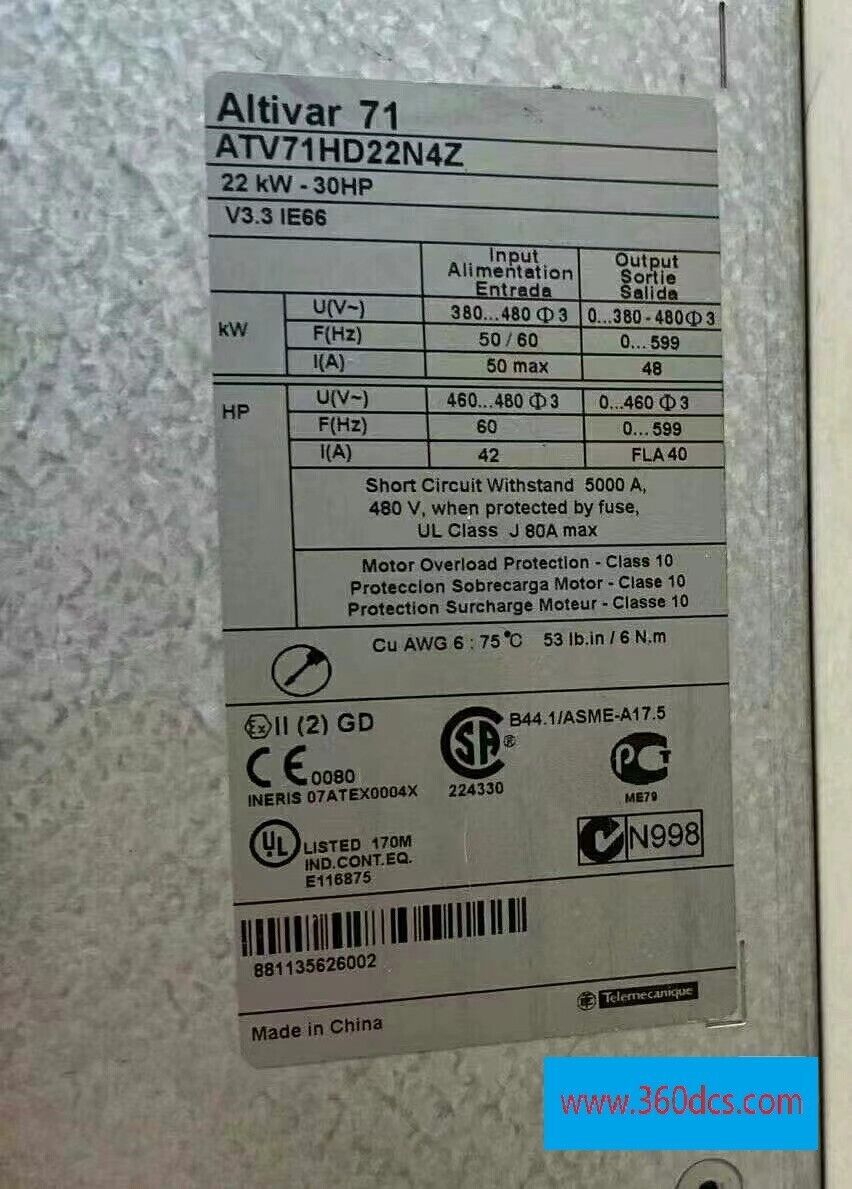 Altivar 71
ATV71HD22N4Z
22 kW - 30HP
V3.3 IE66
Input Output
Alimentation Sortie
Entrada Salida
kW U(V~) 380...480 Φ 3 0...380 - 480Φ 3
F(Hz) 50 / 60 0... 599
I(A) 50 max 48
HP U(V~) 460...480 Φ 3 0...460 Φ 3
F(Hz) 60 0... 599
I(A) 42 FLA 40
Short Circuit Withstand 5000 A,
480 V, when protected by fuse,
UL Class J 80A max
Motor Overload Protection - Class 10
Proteccion Sobrecarga Motor - Clase 10
Protection Surcharge Moteur - Classe 10
Cu AWG 6 : 75°C 53 lb.in / 6 N.m
Ex II (2) GD
CE 0080
INERIS 07ATEX0004X
SA ® B44.1/ASME-A17.5
224330
PCT
ME79
UL LISTED 170M
IND.CONT.EQ.
E116875
N998
881135626002
Telemecanique
Made in China
www.360dcs.com